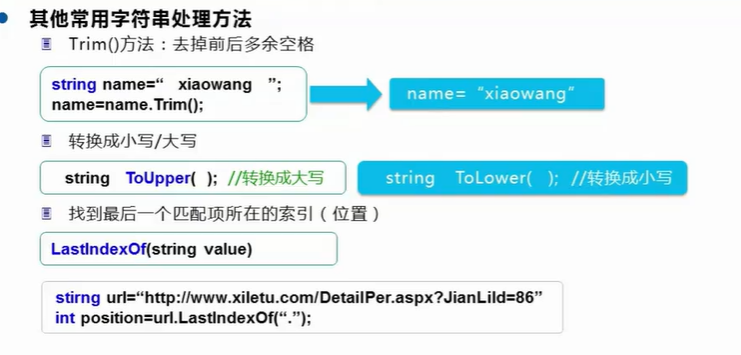 其他常用字符串处理方法
Trim()方法：去掉前后多余空格
string name=“  xiaowang  ”;
name=name.Trim();
name=“xiaowang”
转换成小写/大写
string  ToUpper(  ); //转换成大写
string  ToLower(  ); //转换成小写
找到最后一个匹配项所在的索引（位置）
LastIndexOf(string value)
stirng url=“http://www.xiletu.com/DetailPer.aspx?JianLiId=86”
int position=url.LastIndexOf(“.”);